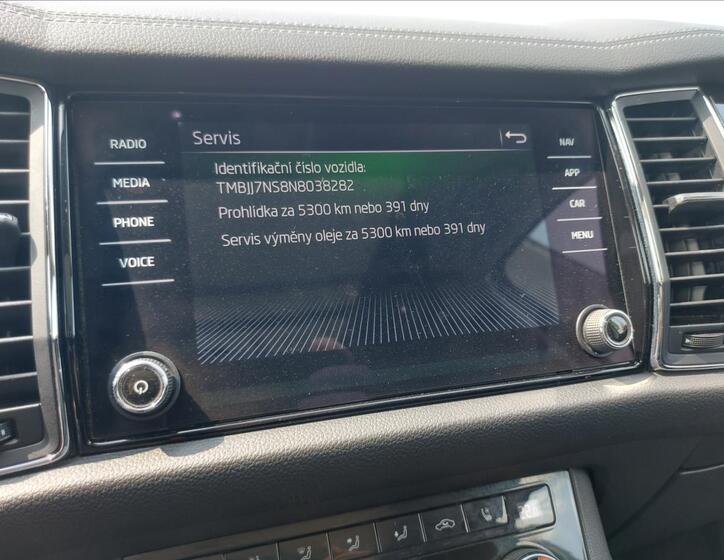 Servis
RADIO
MEDIA
PHONE
VOICE
Identifikační číslo vozidla:
TMBJJ7NS8N8038282
Prohlídka za 5300 km nebo 391 dny
Servis výměny oleje za 5300 km nebo 391 dny
NAV
APP
CAR
MENU